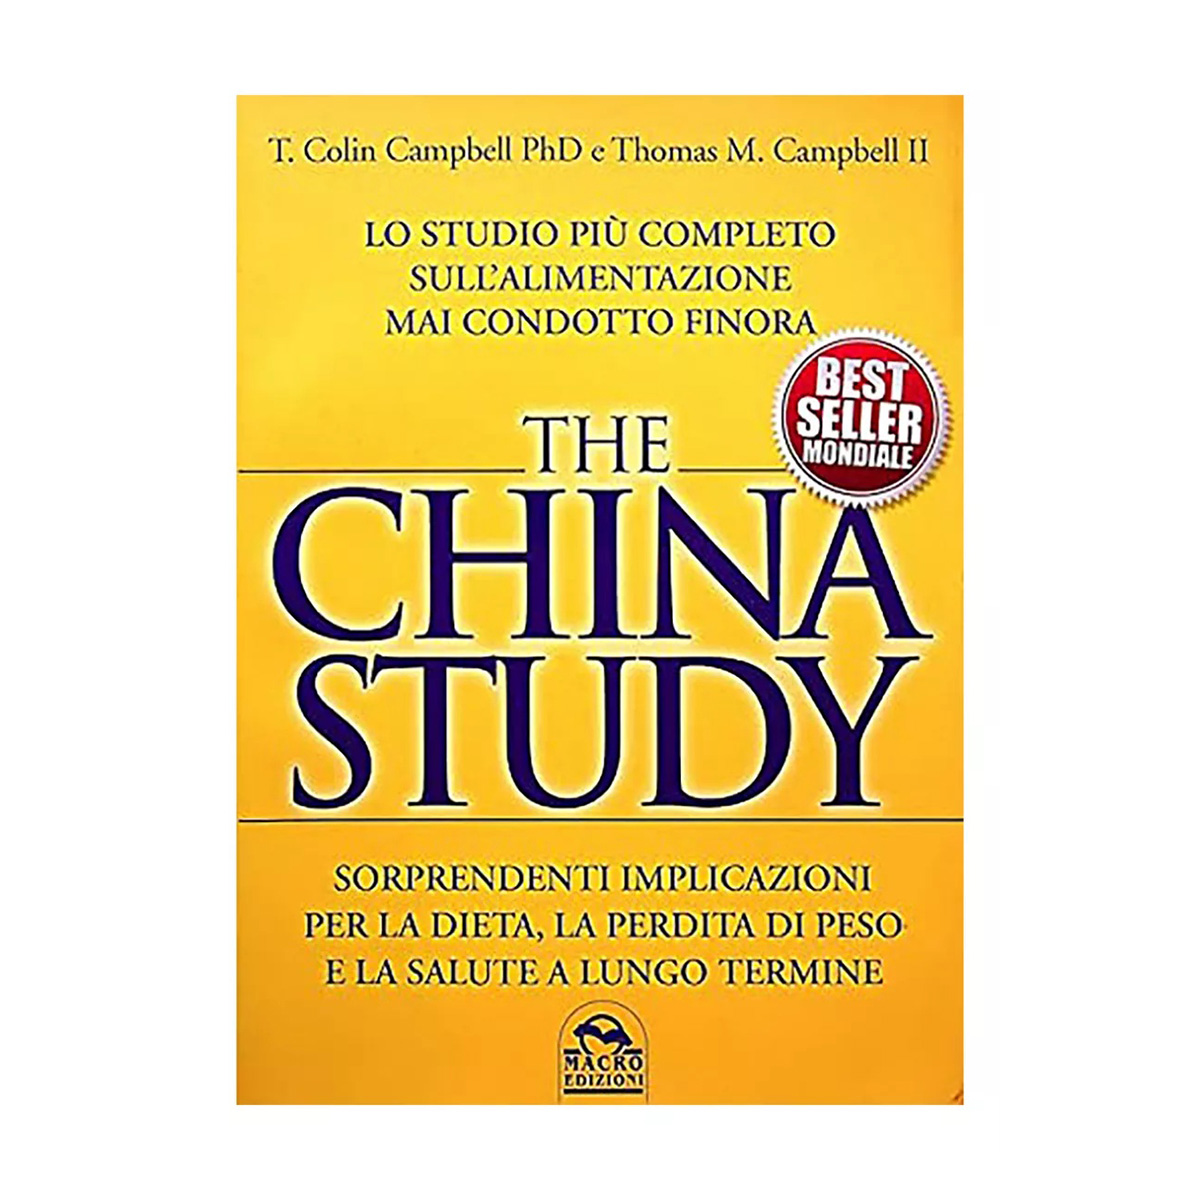 T. Colin Campbell PhD e Thomas M. Campbell II
LO STUDIO PIÙ COMPLETO
SULL'ALIMENTAZIONE
MAI CONDOTTO FINORA
BEST
SELLER
MONDIALE
THE
CHINA
STUDY
SORPRENDENTI IMPLICAZIONI
PER LA DIETA, LA PERDITA DI PESO
E LA SALUTE A LUNGO TERMINE
MACRO
EDIZIONI